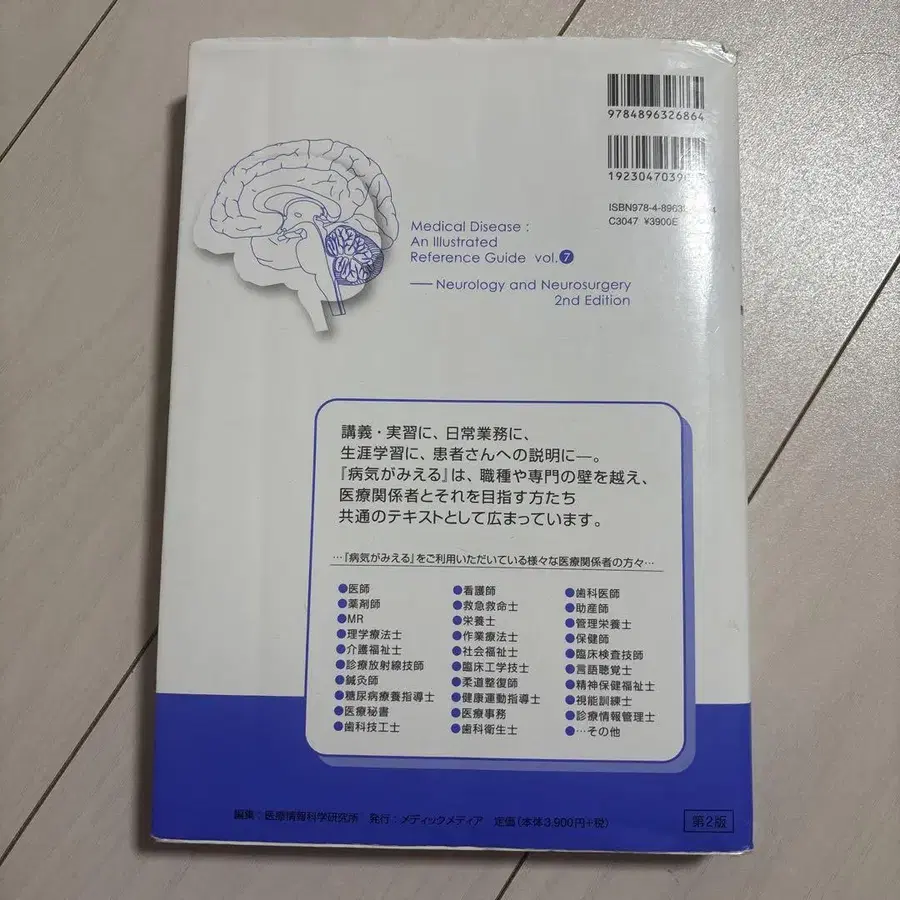 9784896326864
ISBN978-4-8963
C3047 ¥3900E
Medical Disease :
An Illustrated
Reference Guide vol.7
— Neurology and Neurosurgery
2nd Edition
講義・実習に、日常業務に、
生涯学習に、患者さんへの説明に―。
『病気がみえる』は、職種や専門の壁を越え、
医療関係者とそれを目指す方たち
共通のテキストとして広まっています。
…『病気がみえる』をご利用いただいている様々な医療関係者の方々…
●医師 ●看護師 ●歯科医師
●薬剤師 ●救急救命士 ●助産師
●MR ●栄養士 ●管理栄養士
●理学療法士 ●作業療法士 ●保健師
●介護福祉士 ●社会福祉士 ●臨床検査技師
●診療放射線技師 ●臨床工学技士 ●言語聴覚士
●鍼灸師 ●柔道整復師 ●精神保健福祉士
●糖尿病療養指導士 ●健康運動指導士 ●視能訓練士
●医療秘書 ●医療事務 ●診療情報管理士
●歯科技工士 ●歯科衛生士 ●…その他
編集：医療情報科学研究所 発行：メディックメディア 定価（本体3,900円+税）
第2版